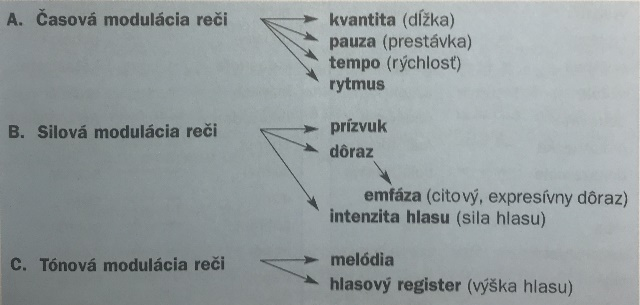 A. Časová modulácia reči kvantita (dĺžka)
pauza (prestávka)
tempo (rýchlosť)
rytmus
B. Silová modulácia reči prízvuk
dôraz
emfáza (citový, expresívny dôraz)
intenzita hlasu (sila hlasu)
C. Tónová modulácia reči melódia
hlasový register (výška hlasu)